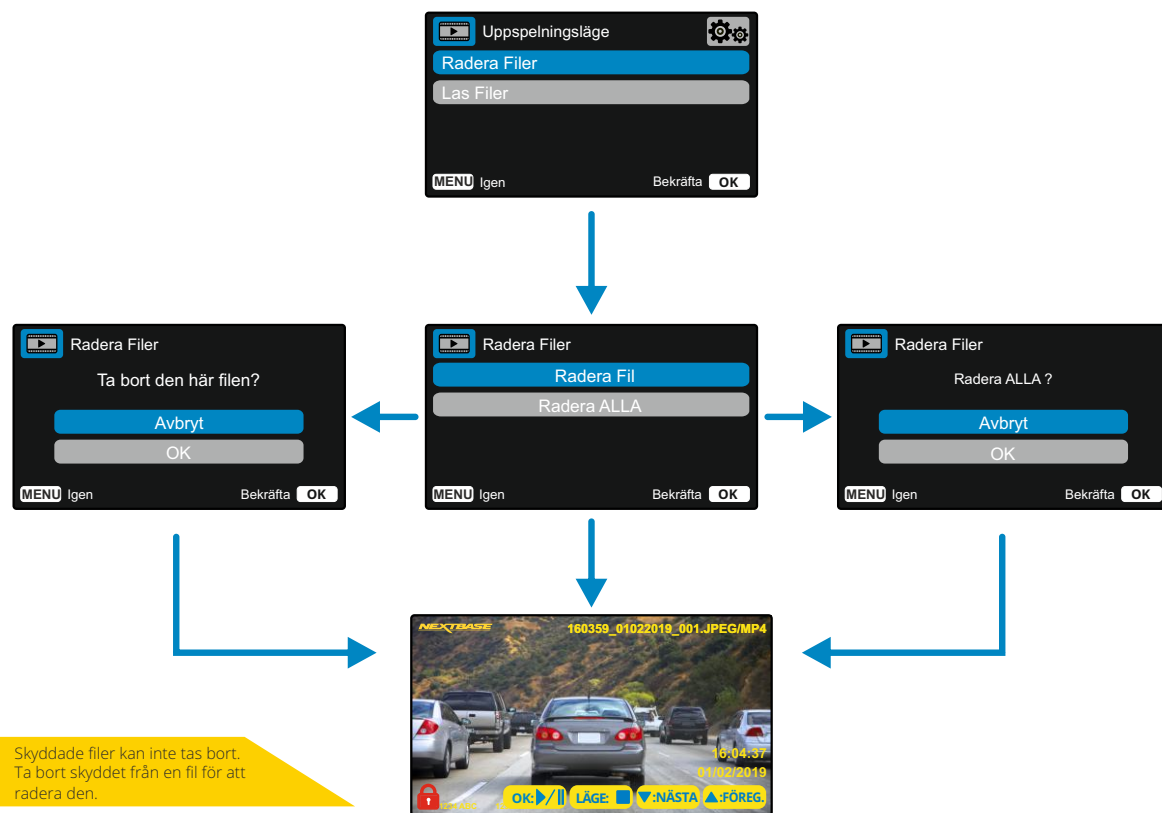 Uppspelningsläge
Radera Filer
Las Filer
MENU Igen
Bekräfta OK
Radera Filer
Ta bort den här filen?
Avbryt
OK
MENU Igen
Bekräfta OK
Radera Filer
Radera Fil
Radera ALLA
MENU Igen
Bekräfta OK
Radera Filer
Radera ALLA ?
Avbryt
OK
MENU Igen
Bekräfta OK
NEXTBASE
160359_01022019_001.JPEG/MP4
16:04:37
01/02/2019
OK:
LÄGE:
:NÄSTA
:FÖREG.
Skyddade filer kan inte tas bort.
Ta bort skyddet från en fil för att
radera den.